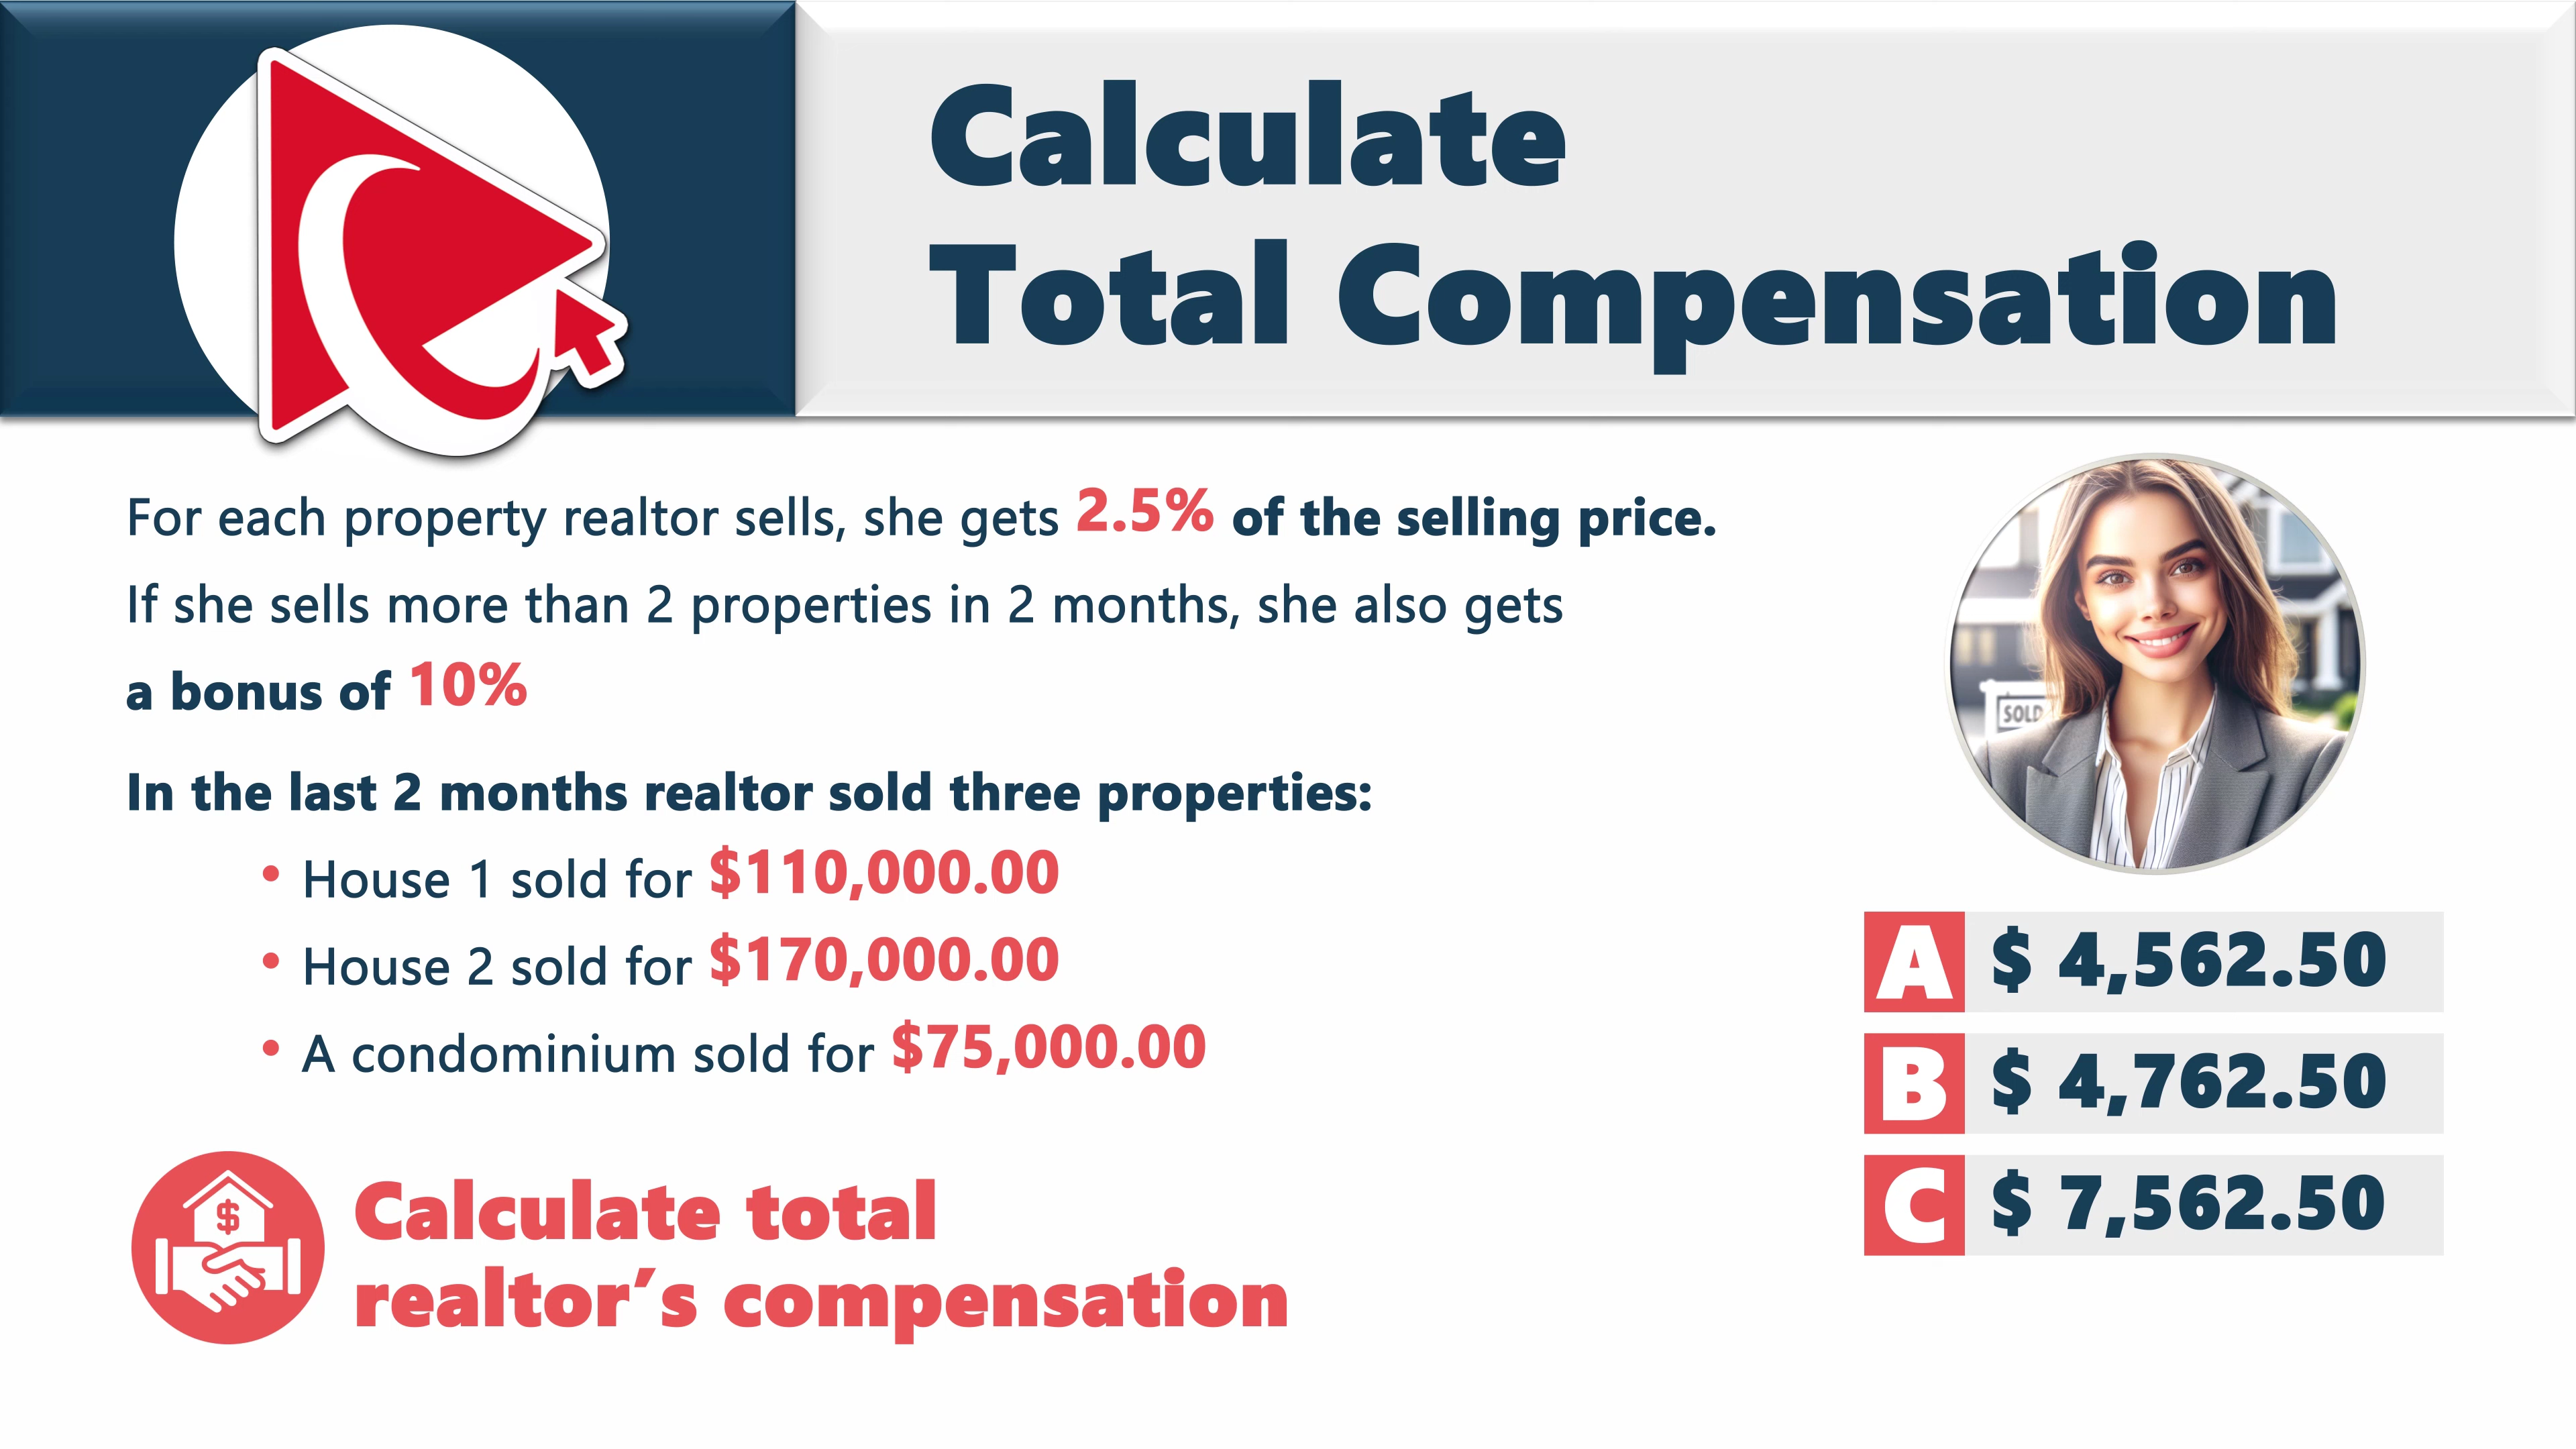 Calculate
Total Compensation
For each property realtor sells, she gets 2.5% of the selling price.
If she sells more than 2 properties in 2 months, she also gets
a bonus of 10%
In the last 2 months realtor sold three properties:
• House 1 sold for $110,000.00
• House 2 sold for $170,000.00
• A condominium sold for $75,000.00
$
Calculate total
realtor’s compensation
SOLD
A $ 4,562.50
B $ 4,762.50
C $ 7,562.50